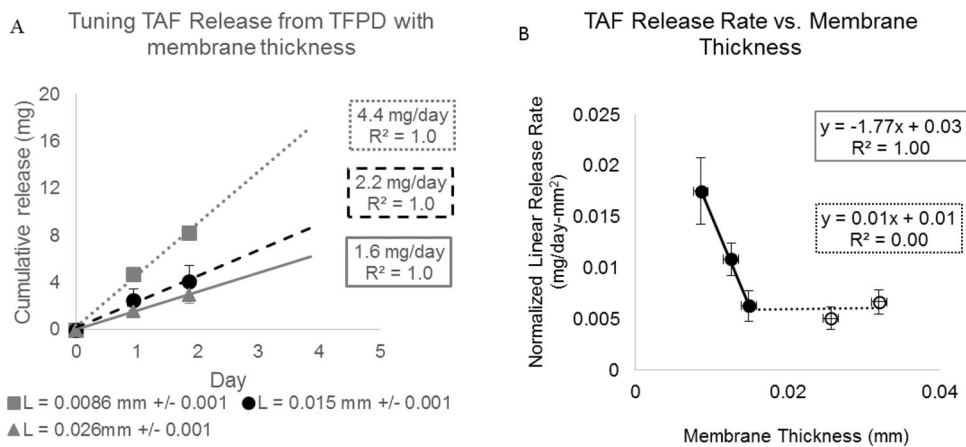 A
Tuning TAF Release from TFPD with
membrane thickness
Cumulative release (mg)
20
16
12
8
4
0
0
1
2
3
4
5
Day
4.4 mg/day
R² = 1.0
2.2 mg/day
R² = 1.0
1.6 mg/day
R² = 1.0
L = 0.0086 mm +/- 0.001
L = 0.015 mm +/- 0.001
L = 0.026mm +/- 0.001
B
TAF Release Rate vs. Membrane
Thickness
Normalized Linear Release Rate
(mg/day-mm²)
0.025
0.02
0.015
0.01
0.005
0
0
0.02
0.04
Membrane Thickness (mm)
y = -1.77x + 0.03
R² = 1.00
y = 0.01x + 0.01
R² = 0.00